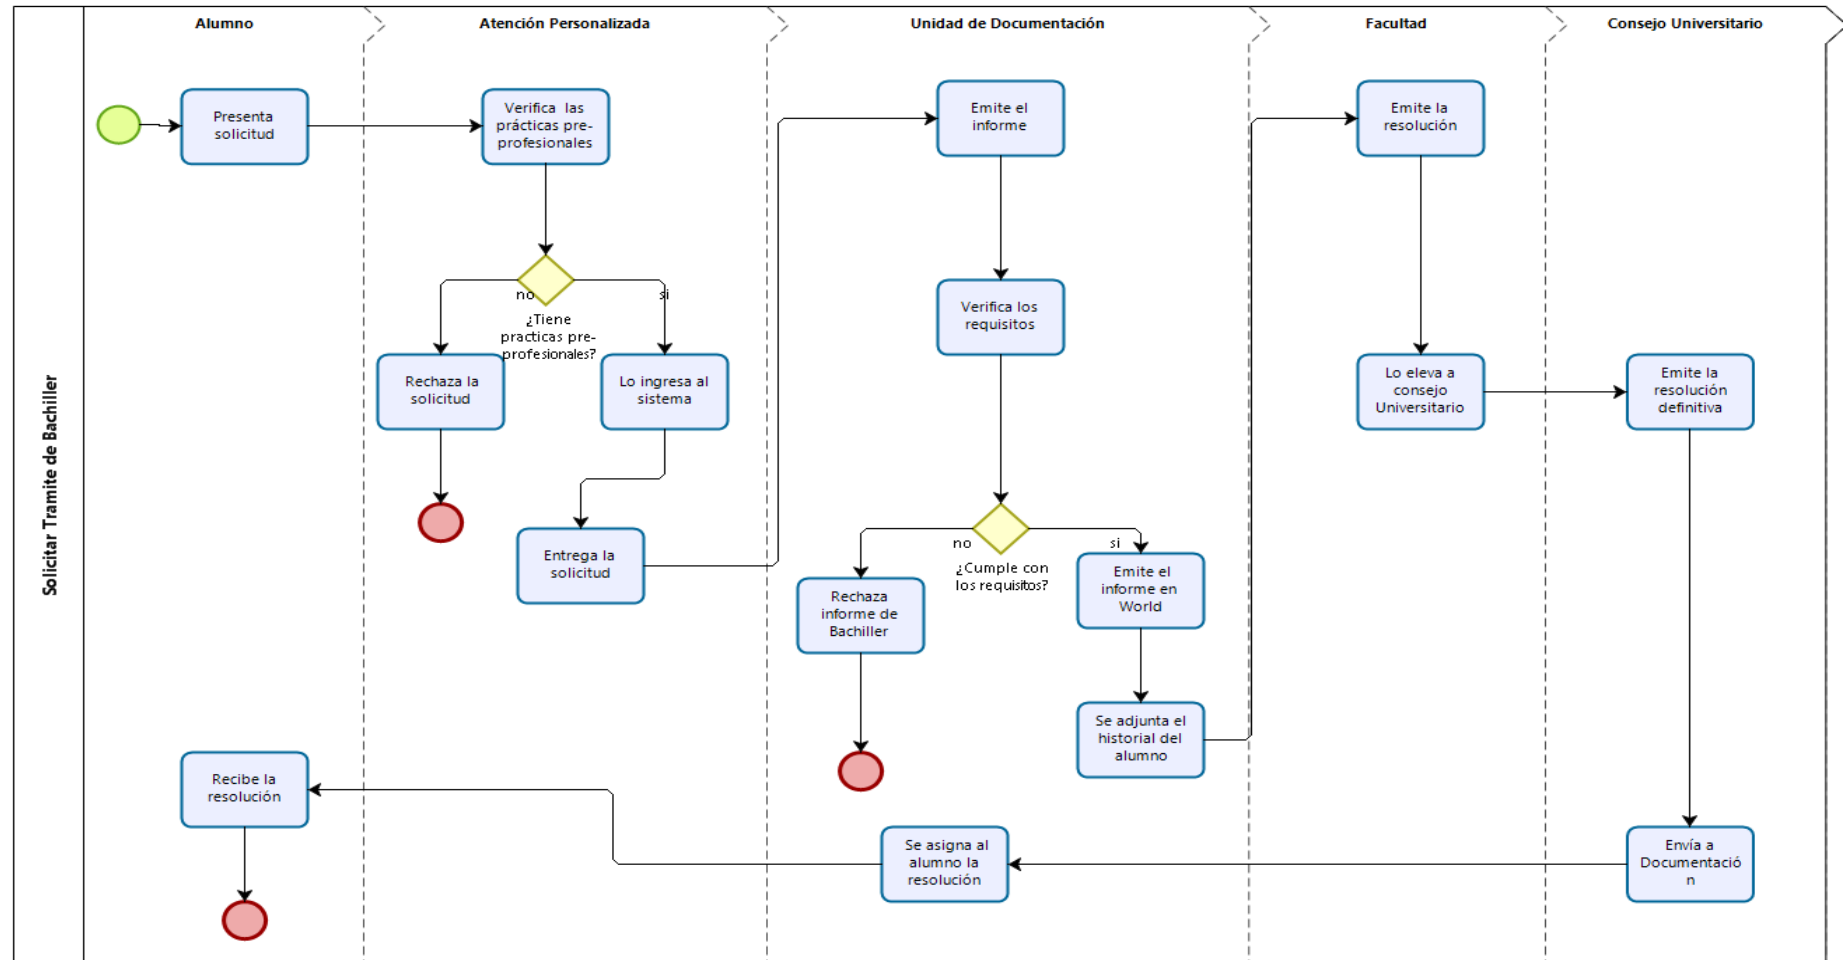 Solicitar Tramite de Bachiller
Alumno
Atención Personalizada
Unidad de Documentación
Facultad
Consejo Universitario
Presenta
solicitud
Verifica las
prácticas pre-
profesionales
no
si
¿Tiene
practicas pre-
profesionales?
Rechaza la
solicitud
Lo ingresa al
sistema
Entrega la
solicitud
Emite el
informe
Verifica los
requisitos
no
si
¿Cumple con
los requisitos?
Rechaza
informe de
Bachiller
Emite el
informe en
World
Se adjunta el
historial del
alumno
Emite la
resolución
Lo eleva a
consejo
Universitario
Emite la
resolución
definitiva
Envía a
Documentació
n
Se asigna al
alumno la
resolución
Recibe la
resolución